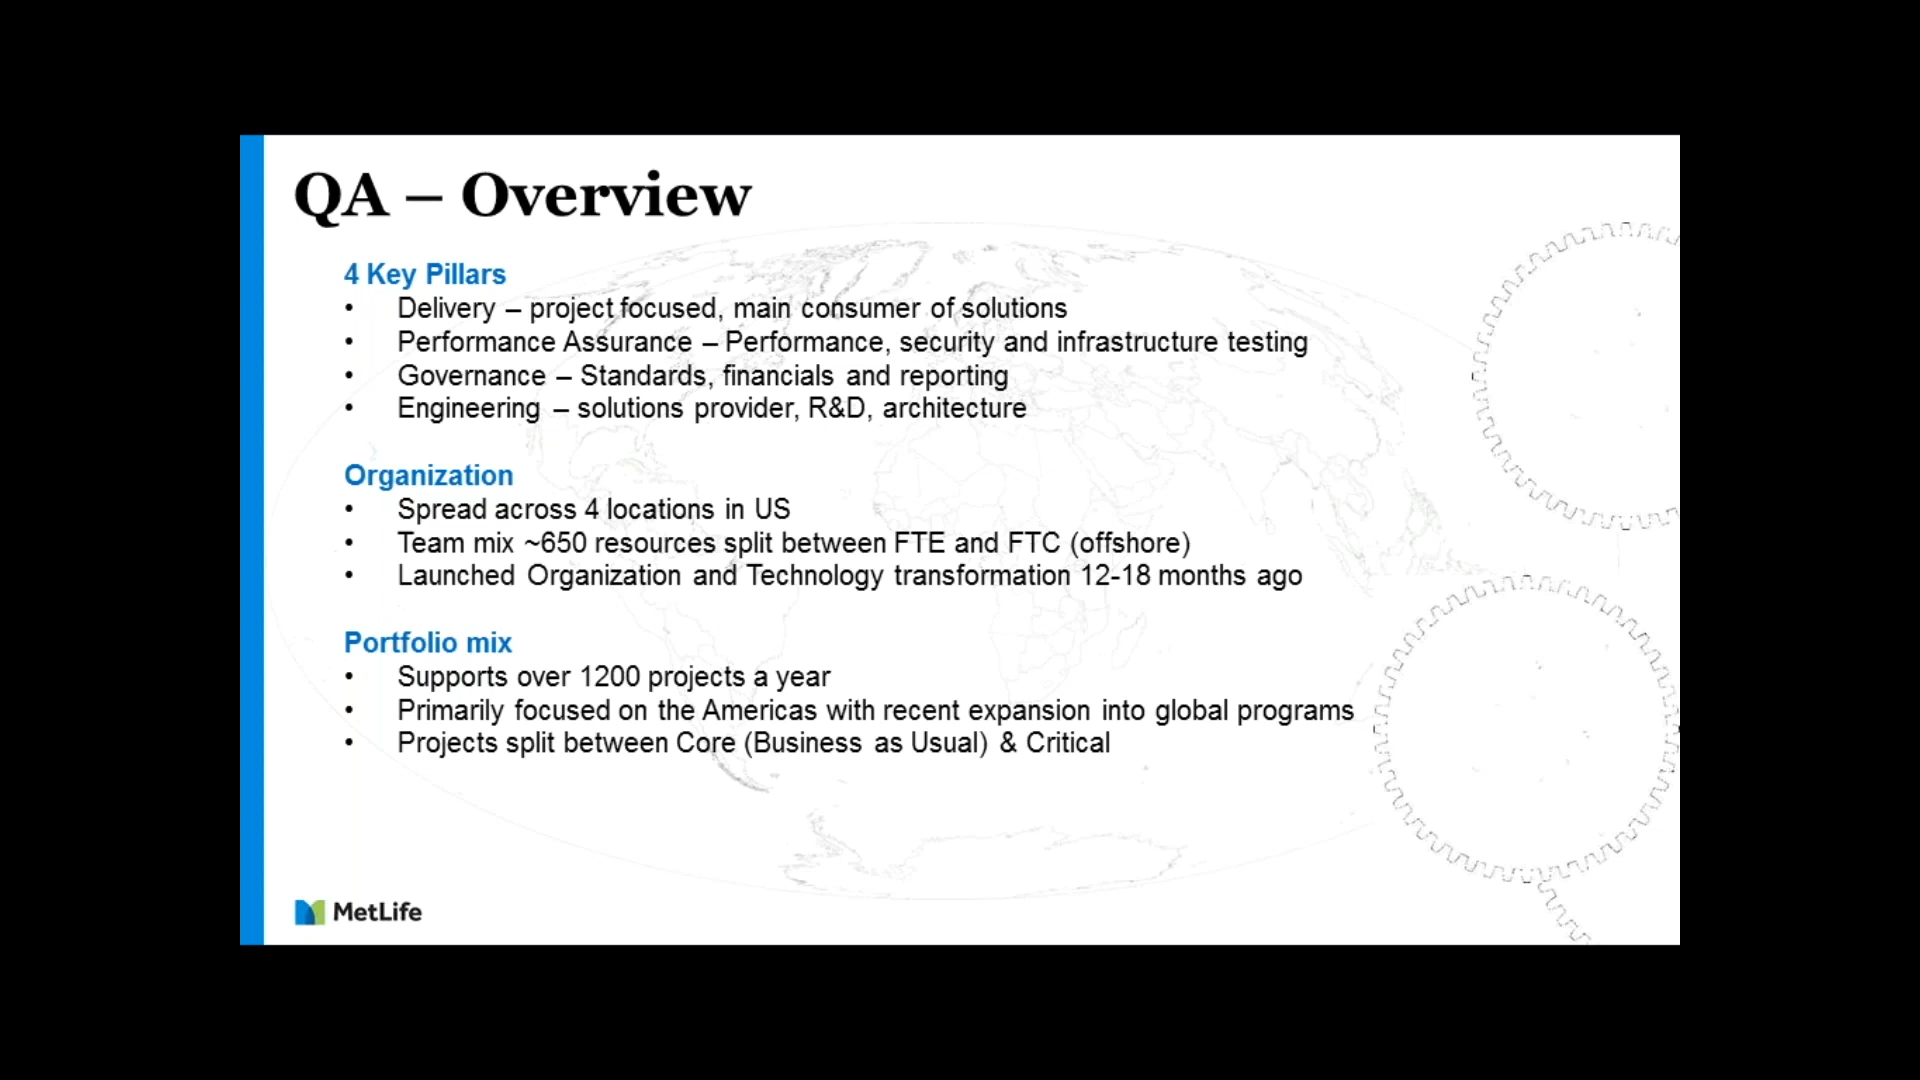 QA – Overview
4 Key Pillars
• Delivery – project focused, main consumer of solutions
• Performance Assurance – Performance, security and infrastructure testing
• Governance – Standards, financials and reporting
• Engineering – solutions provider, R&D, architecture
Organization
• Spread across 4 locations in US
• Team mix ~650 resources split between FTE and FTC (offshore)
• Launched Organization and Technology transformation 12-18 months ago
Portfolio mix
• Supports over 1200 projects a year
• Primarily focused on the Americas with recent expansion into global programs
• Projects split between Core (Business as Usual) & Critical
MetLife